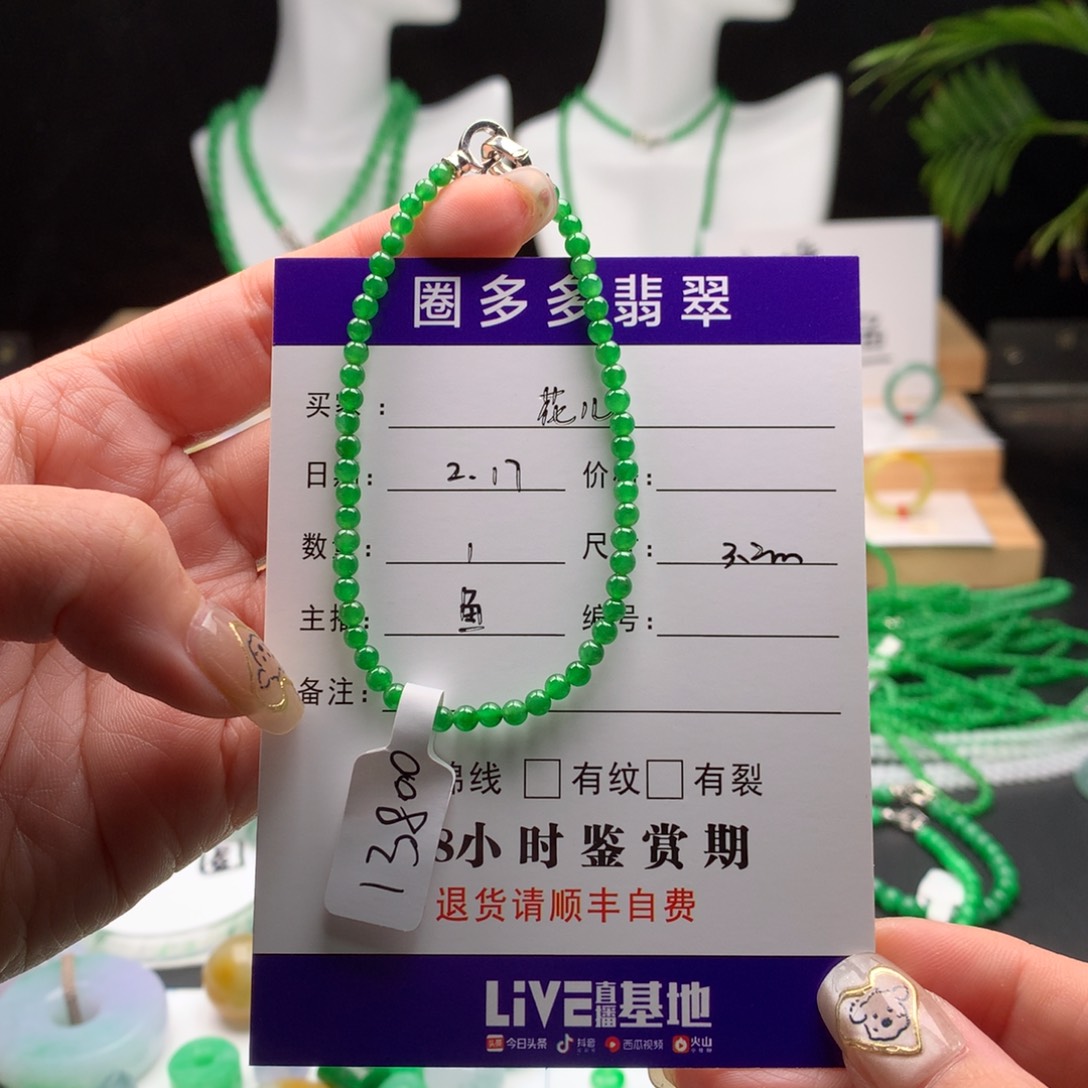 圈多多翡翠
买家： 花儿
日期： 2.17 价 ：
数量： 1 尺 ： 3.2m
主播： 鱼 编号：
备注：
棉线 □ 有纹 □ 有裂
8小时鉴赏期
退货请顺丰自费
LiVE直播基地
头条 今日头条 抖音 西瓜视频 火山
13800